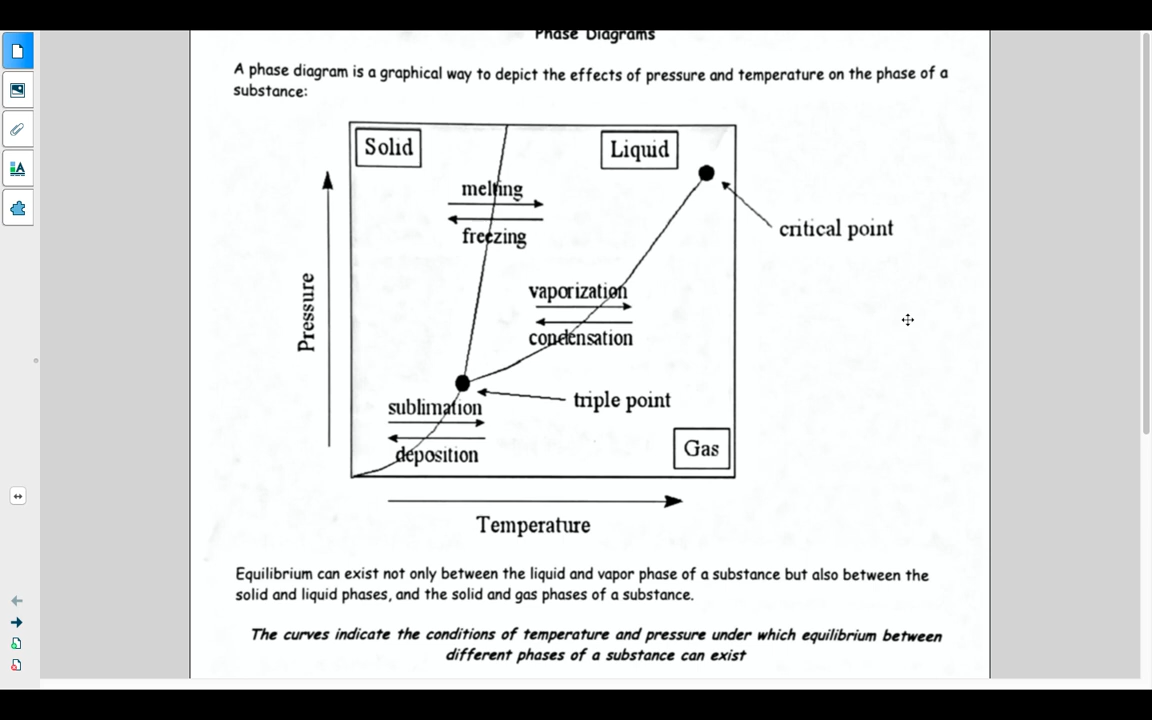 Phase Diagrams
A phase diagram is a graphical way to depict the effects of pressure and temperature on the phase of a
substance:
Solid
Liquid
melting
freezing
critical point
vaporization
condensation
Pressure
triple point
sublimation
deposition
Gas
Temperature
Equilibrium can exist not only between the liquid and vapor phase of a substance but also between the
solid and liquid phases, and the solid and gas phases of a substance.
The curves indicate the conditions of temperature and pressure under which equilibrium between
different phases of a substance can exist